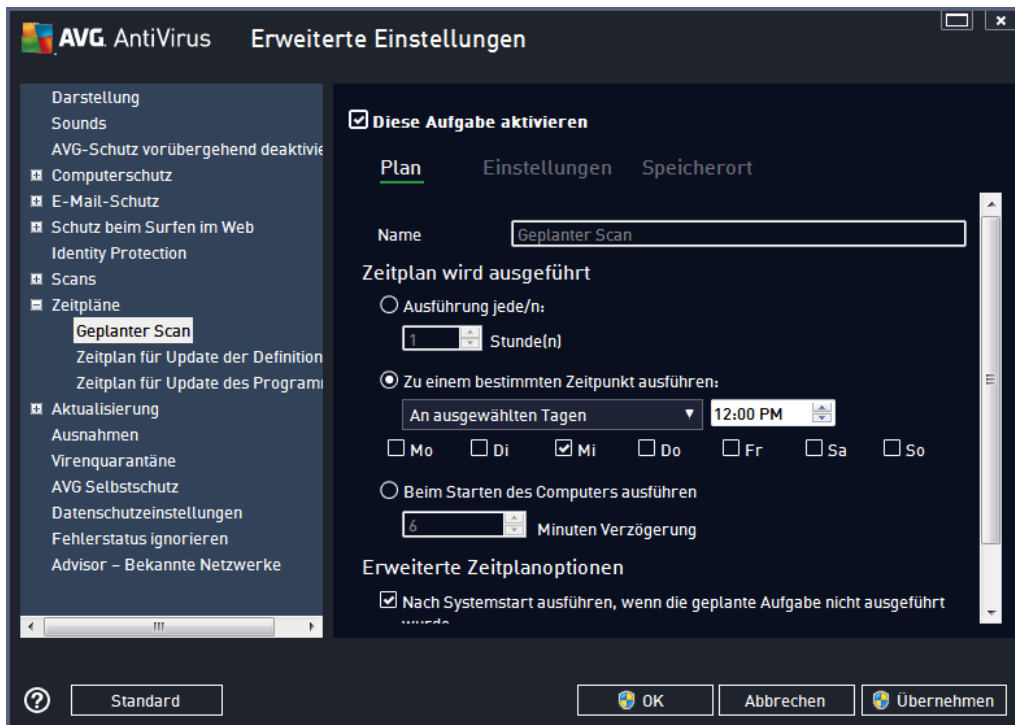 AVG. AntiVirus Erweiterte Einstellungen
Darstellung
Sounds
AVG-Schutz vorübergehend deaktivie
Computerschutz
E-Mail-Schutz
Schutz beim Surfen im Web
Identity Protection
Scans
Zeitpläne
Geplanter Scan
Zeitplan für Update der Definition
Zeitplan für Update des Program
Aktualisierung
Ausnahmen
Virenquarantäne
AVG Selbstschutz
Datenschutzeinstellungen
Fehlerstatus ignorieren
Advisor – Bekannte Netzwerke
Diese Aufgabe aktivieren
Plan Einstellungen Speicherort
Name Geplanter Scan
Zeitplan wird ausgeführt
Ausführung jede/n:
1 Stunde(n)
Zu einem bestimmten Zeitpunkt ausführen:
An ausgewählten Tagen 12:00 PM
Mo Di Mi Do Fr Sa So
Beim Starten des Computers ausführen
6 Minuten Verzögerung
Erweiterte Zeitplanoptionen
Nach Systemstart ausführen, wenn die geplante Aufgabe nicht ausgeführt
wurde
? Standard OK Abbrechen Übernehmen